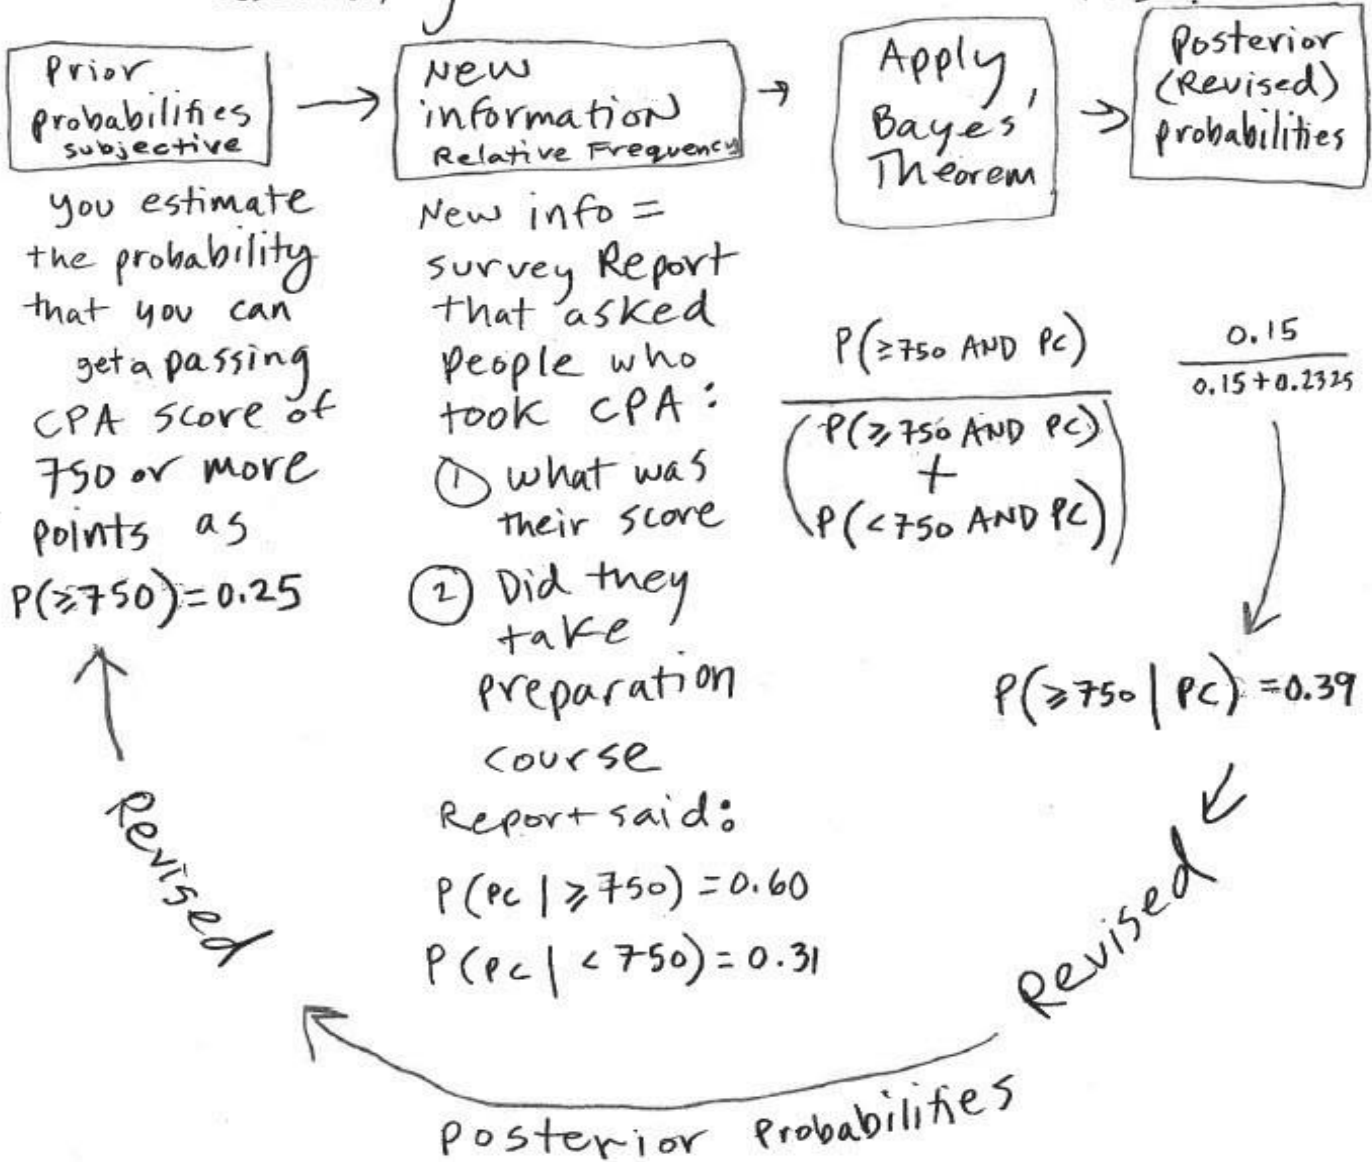 Prior
probabilities
subjective
New
information
Relative Frequency
Apply
Bayes'
Theorem
Posterior
(Revised)
probabilities
you estimate
the probability
that you can
get a passing
CPA score of
750 or more
points as
P(≥750)=0.25
New info =
survey Report
that asked
people who
took CPA:
① what was
their score
② Did they
take
preparation
course
Report said:
P(PC | ≥750) = 0.60
P(PC | < 750) = 0.31
P(≥750 AND PC)
P(≥750 AND PC)
+
P(<750 AND PC)
0.15
0.15+0.2325
P(≥750 | PC) = 0.39
Revised
Posterior Probabilities
Revised